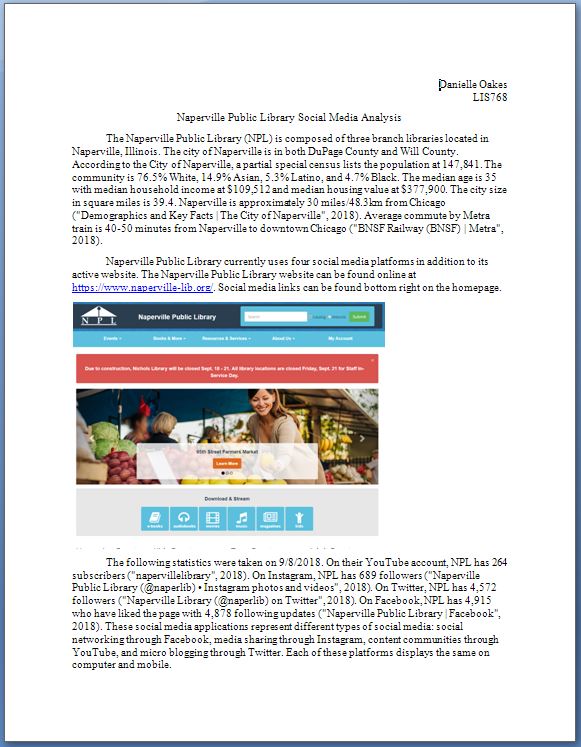 Danielle Oakes
LIS768
Naperville Public Library Social Media Analysis
The Naperville Public Library (NPL) is composed of three branch libraries located in
Naperville, Illinois. The city of Naperville is in both DuPage County and Will County.
According to the City of Naperville, a partial special census lists the population at 147,841. The
community is 76.5% White, 14.9% Asian, 5.3% Latino, and 4.7% Black. The median age is 35
with median household income at $109,512 and median housing value at $377,900. The city size
in square miles is 39.4. Naperville is approximately 30 miles/48.3km from Chicago
("Demographics and Key Facts | The City of Naperville", 2018). Average commute by Metra
train is 40-50 minutes from Naperville to downtown Chicago ("BNSF Railway (BNSF) | Metra",
2018).
Naperville Public Library currently uses four social media platforms in addition to its
active website. The Naperville Public Library website can be found online at
https://www.naperville-lib.org/. Social media links can be found bottom right on the homepage.
NPL Naperville Public Library Search Submit
Events Books & More Resources & Services About Us My Account
Due to construction, Nichols Library will be closed Sept. 18 - 21. All library locations are closed Friday, Sept. 21 for Staff In-
Service Day.
95th Street Farmers Market
Learn More
Download & Stream
e-books audiobooks movies music magazines kids
The following statistics were taken on 9/8/2018. On their YouTube account, NPL has 264
subscribers ("napervillelibrary", 2018). On Instagram, NPL has 689 followers ("Naperville
Public Library (@naperlib) • Instagram photos and videos", 2018). On Twitter, NPL has 4,572
followers ("Naperville Library (@naperlib) on Twitter", 2018). On Facebook, NPL has 4,915
who have liked the page with 4,878 following updates ("Naperville Public Library | Facebook",
2018). These social media applications represent different types of social media: social
networking through Facebook, media sharing through Instagram, content communities through
YouTube, and micro blogging through Twitter. Each of these platforms displays the same on
computer and mobile.